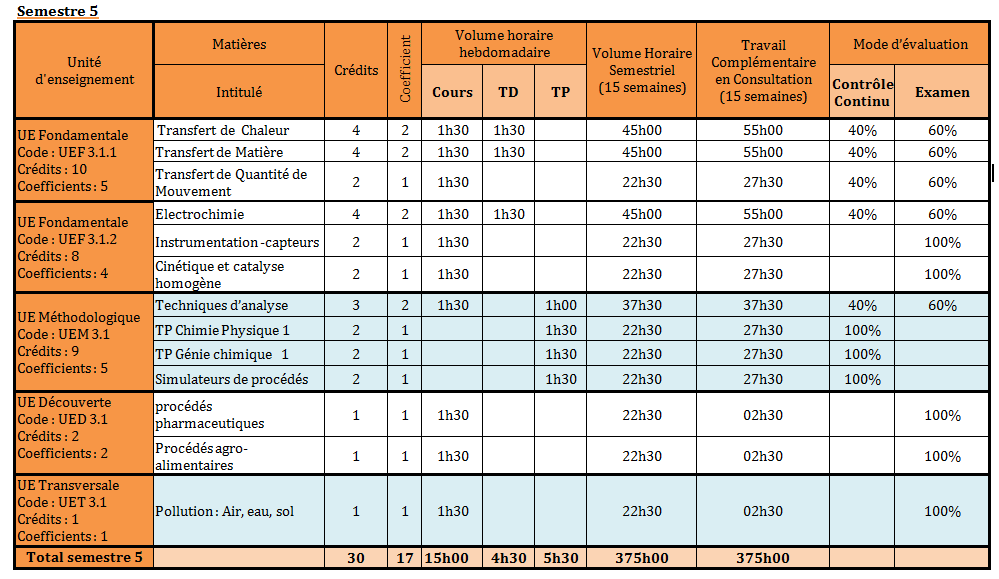 Semestre 5
Unité d'enseignement | Matières | Crédits | Coefficient | Volume horaire hebdomadaire | Volume Horaire Semestriel (15 semaines) | Travail Complémentaire en Consultation (15 semaines) | Mode d'évaluation
Intitulé | Cours | TD | TP | Contrôle Continu | Examen
UE Fondamentale
Code : UEF 3.1.1
Crédits : 10
Coefficients : 5
Transfert de Chaleur 4 2 1h30 1h30 45h00 55h00 40% 60%
Transfert de Matière 4 2 1h30 1h30 45h00 55h00 40% 60%
Transfert de Quantité de Mouvement 2 1 1h30 22h30 27h30 40% 60%
UE Fondamentale
Code : UEF 3.1.2
Crédits : 8
Coefficients : 4
Electrochimie 4 2 1h30 1h30 45h00 55h00 40% 60%
Instrumentation -capteurs 2 1 1h30 22h30 27h30 100%
Cinétique et catalyse homogène 2 1 1h30 22h30 27h30 100%
UE Méthodologique
Code : UEM 3.1
Crédits : 9
Coefficients : 5
Techniques d'analyse 3 2 1h30 1h00 37h30 37h30 40% 60%
TP Chimie Physique 1 2 1 1h30 22h30 27h30 100%
TP Génie chimique 1 2 1 1h30 22h30 27h30 100%
Simulateurs de procédés 2 1 1h30 22h30 27h30 100%
UE Découverte
Code : UED 3.1
Crédits : 2
Coefficients : 2
procédés pharmaceutiques 1 1 1h30 22h30 02h30 100%
Procédés agro-alimentaires 1 1 1h30 22h30 02h30 100%
UE Transversale
Code : UET 3.1
Crédits : 1
Coefficients : 1
Pollution : Air, eau, sol 1 1 1h30 22h30 02h30 100%
Total semestre 5 30 17 15h00 4h30 5h30 375h00 375h00